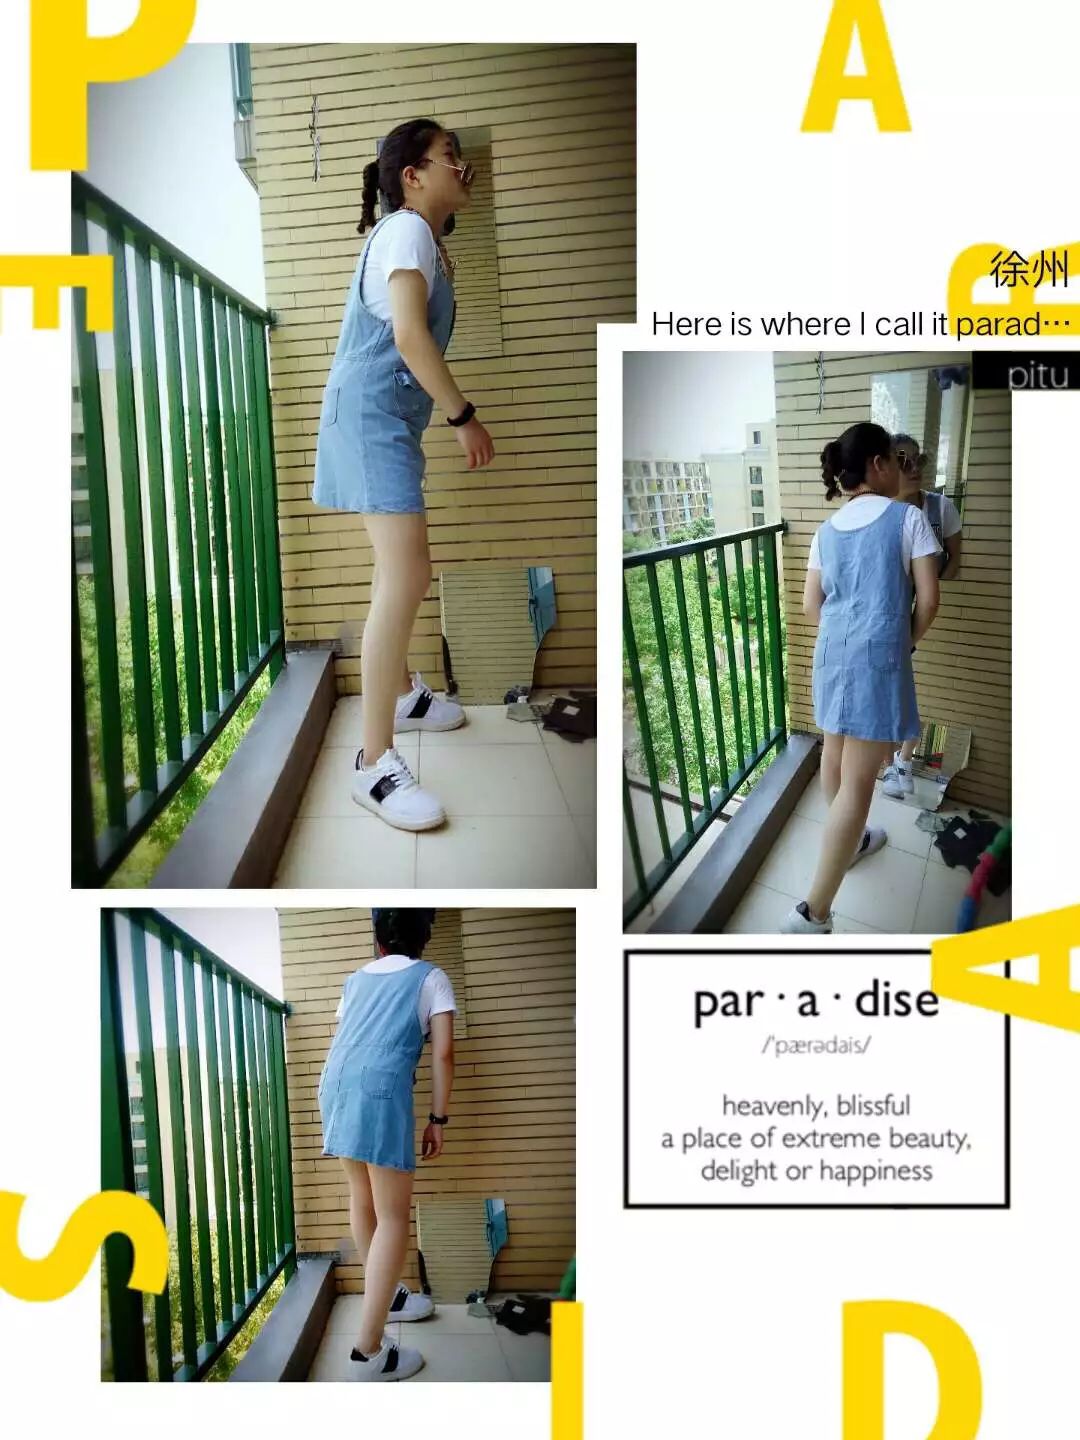 P A R A D I S E
徐州
Here is where I call it parad…
pitu
par·a·dise
/'pærədais/
heavenly, blissful
a place of extreme beauty,
delight or happiness